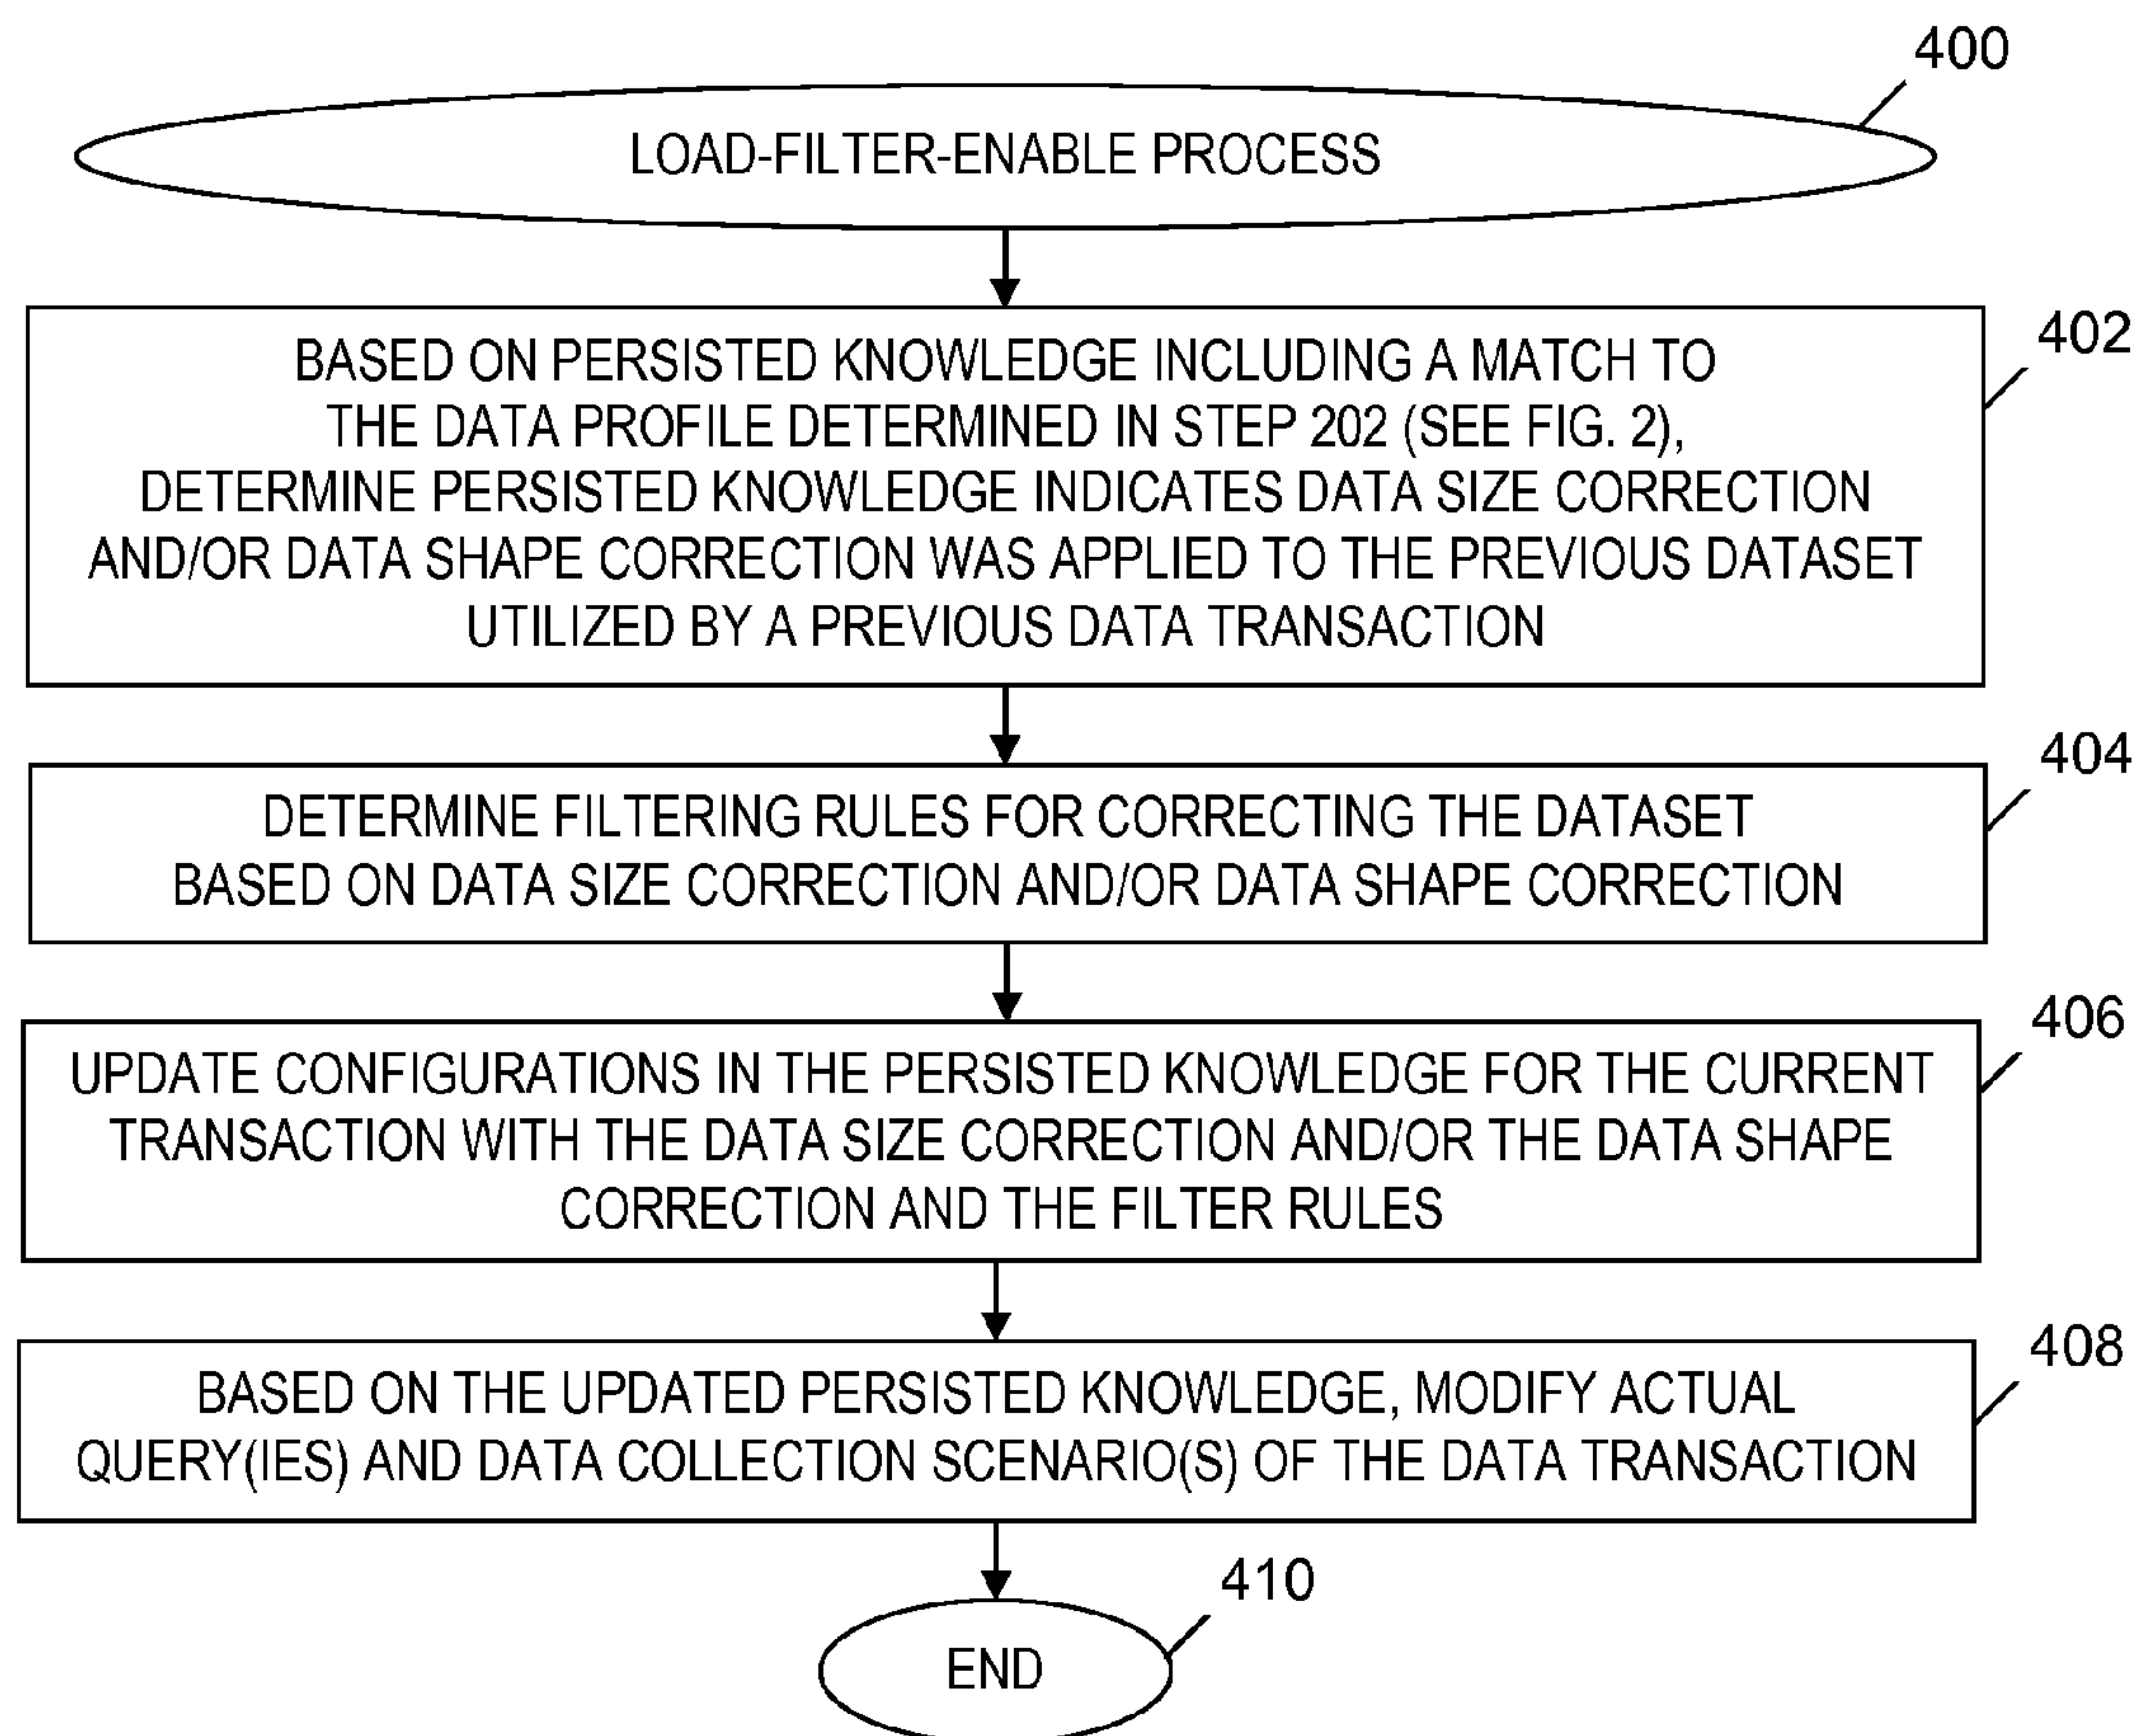 400
LOAD-FILTER-ENABLE PROCESS
402
BASED ON PERSISTED KNOWLEDGE INCLUDING A MATCH TO
THE DATA PROFILE DETERMINED IN STEP 202 (SEE FIG. 2),
DETERMINE PERSISTED KNOWLEDGE INDICATES DATA SIZE CORRECTION
AND/OR DATA SHAPE CORRECTION WAS APPLIED TO THE PREVIOUS DATASET
UTILIZED BY A PREVIOUS DATA TRANSACTION
404
DETERMINE FILTERING RULES FOR CORRECTING THE DATASET
BASED ON DATA SIZE CORRECTION AND/OR DATA SHAPE CORRECTION
406
UPDATE CONFIGURATIONS IN THE PERSISTED KNOWLEDGE FOR THE CURRENT
TRANSACTION WITH THE DATA SIZE CORRECTION AND/OR THE DATA SHAPE
CORRECTION AND THE FILTER RULES
408
BASED ON THE UPDATED PERSISTED KNOWLEDGE, MODIFY ACTUAL
QUERY(IES) AND DATA COLLECTION SCENARIO(S) OF THE DATA TRANSACTION
410
END